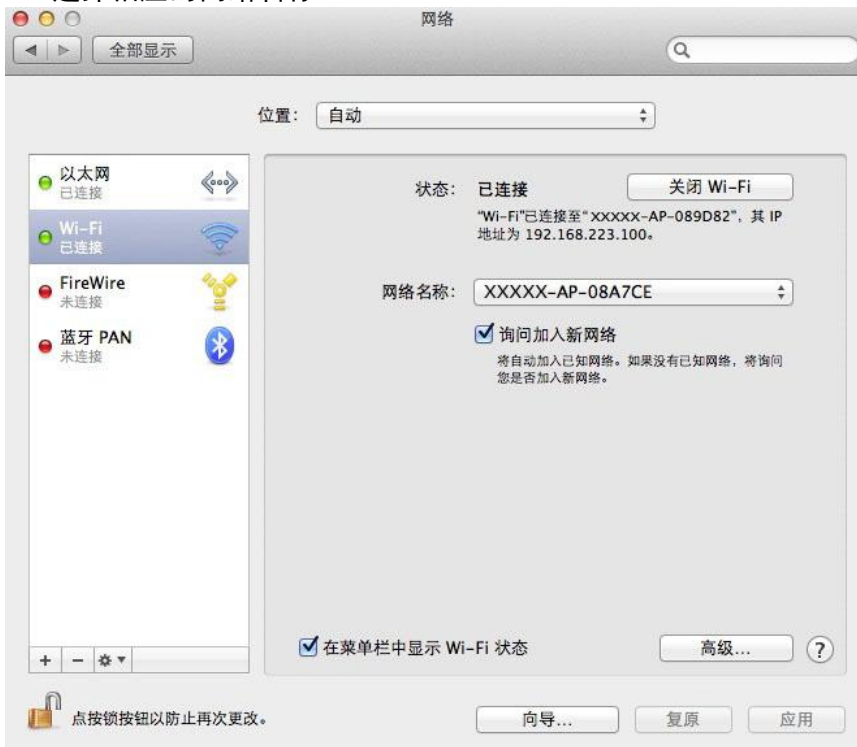 网络
全部显示
位置： 自动
以太网
已连接
Wi-Fi
已连接
FireWire
未连接
蓝牙 PAN
未连接
状态： 已连接 关闭 Wi-Fi
“Wi-Fi”已连接至“XXXXX-AP-089D82”，其 IP
地址为 192.168.223.100。
网络名称： XXXXX-AP-08A7CE
询问加入新网络
将自动加入已知网络。如果没有已知网络，将询问
您是否加入新网络。
在菜单栏中显示 Wi-Fi 状态 高级... ?
+ −
点按锁按钮以防止再次更改。 向导... 复原 应用